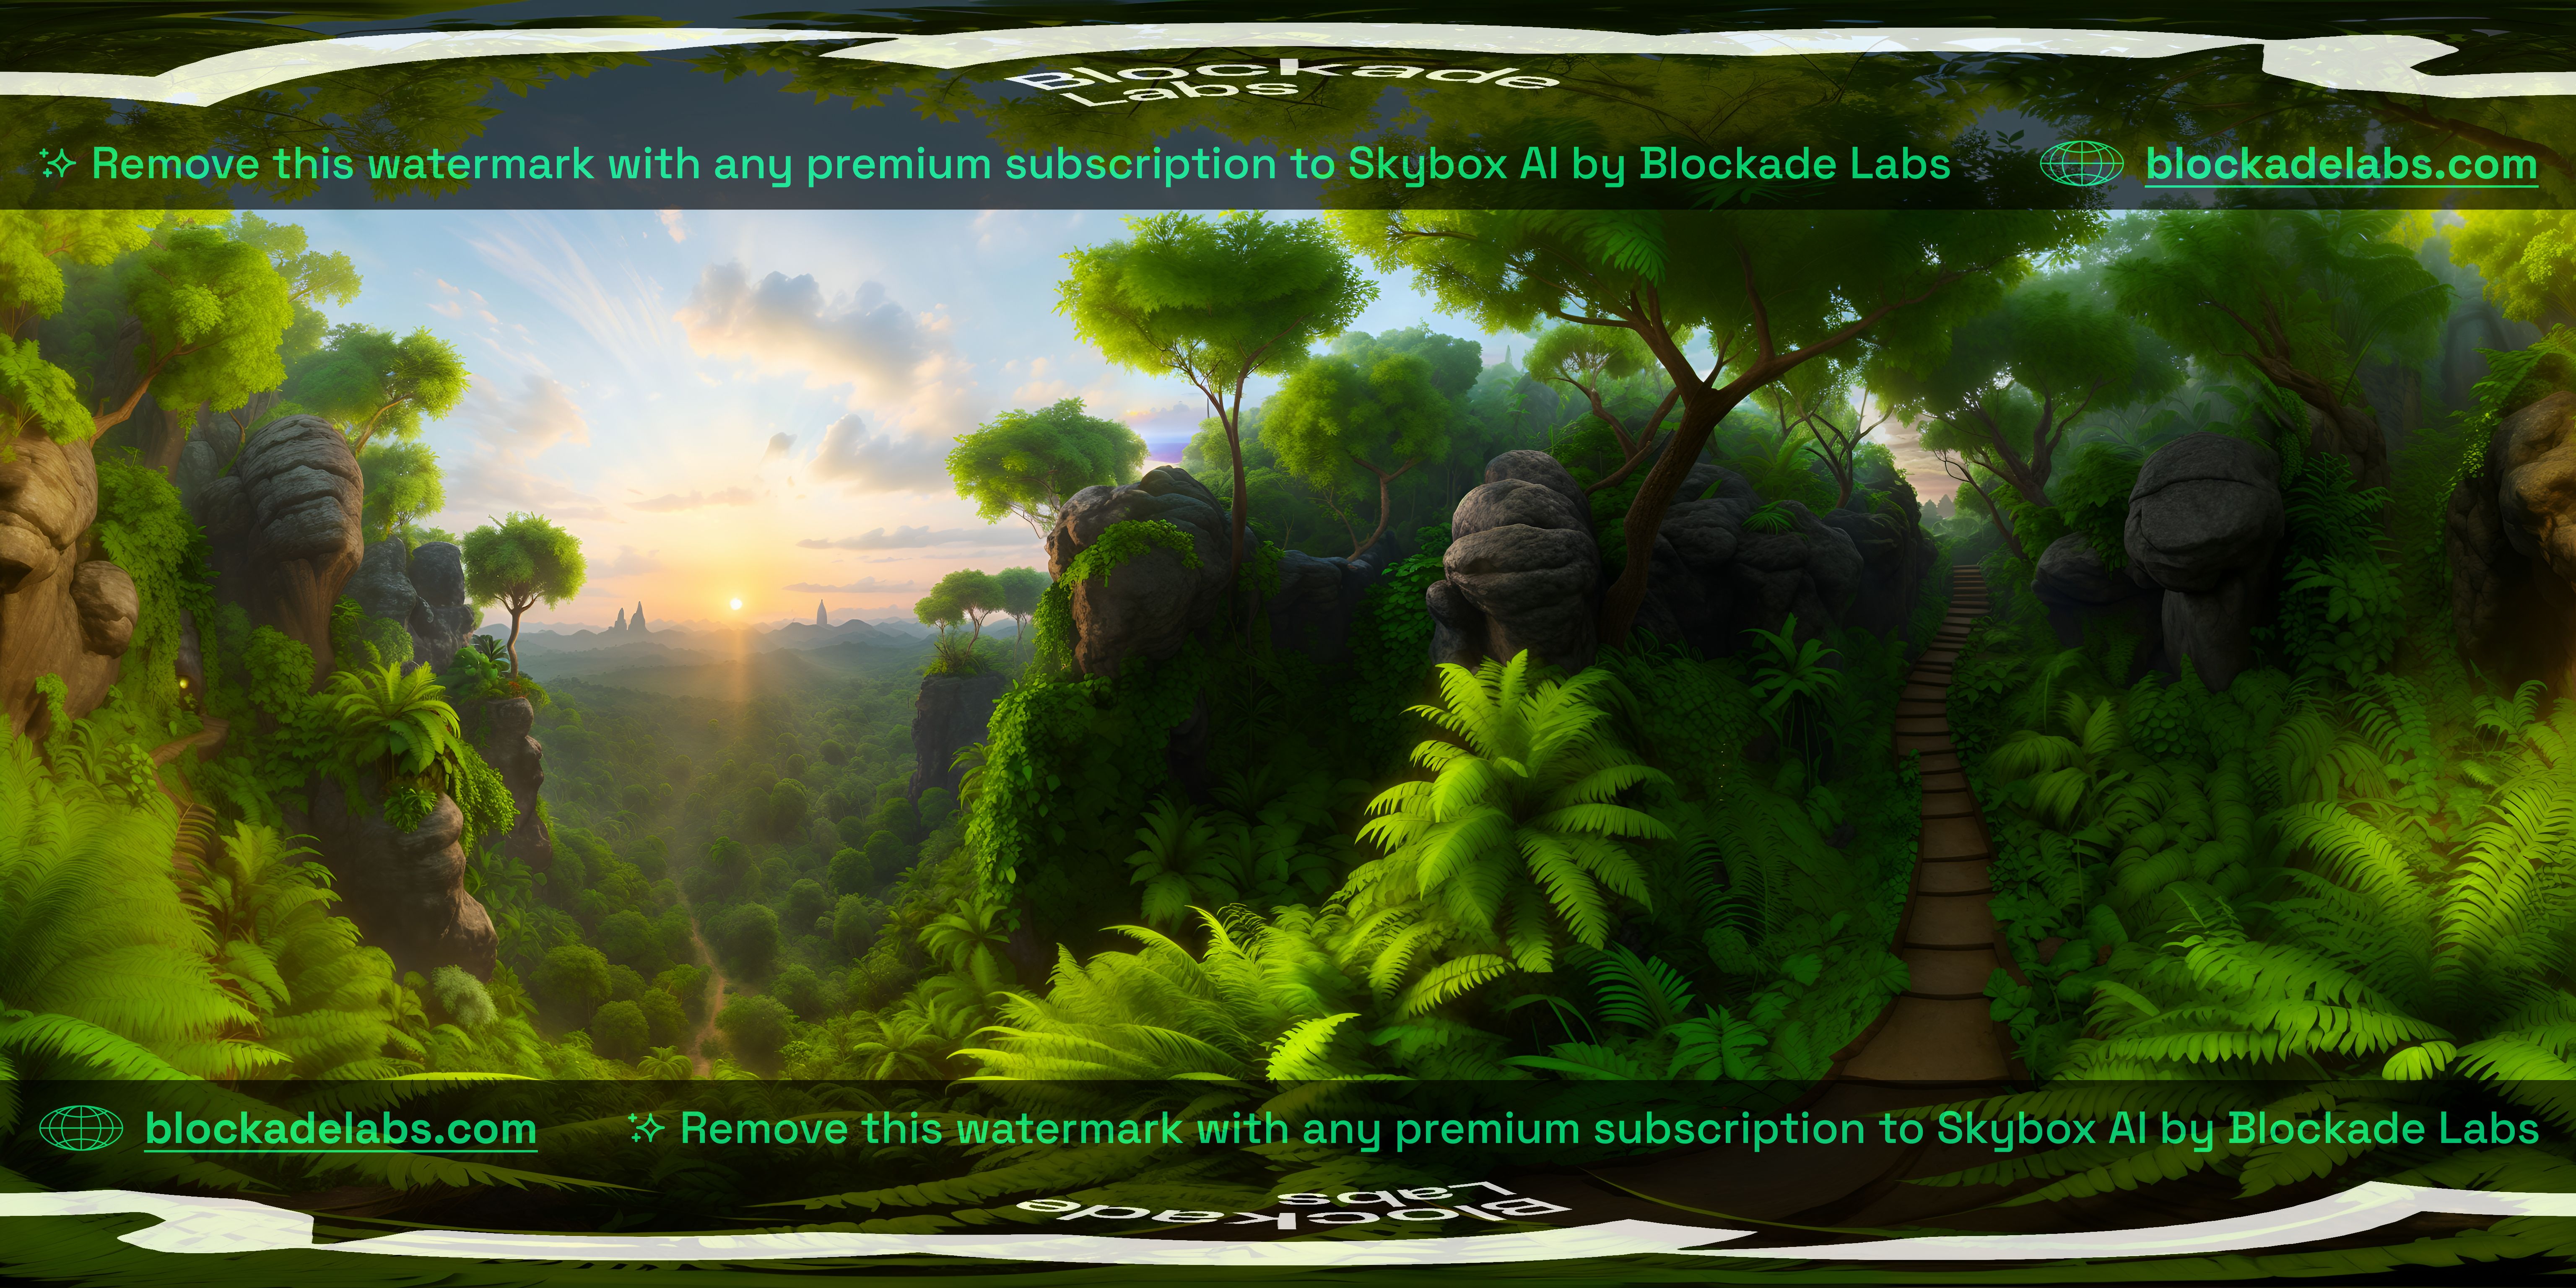 Blockade
Labs
Remove this watermark with any premium subscription to Skybox AI by Blockade Labs
blockadelabs.com
blockadelabs.com
Remove this watermark with any premium subscription to Skybox AI by Blockade Labs
Labs
Blockade